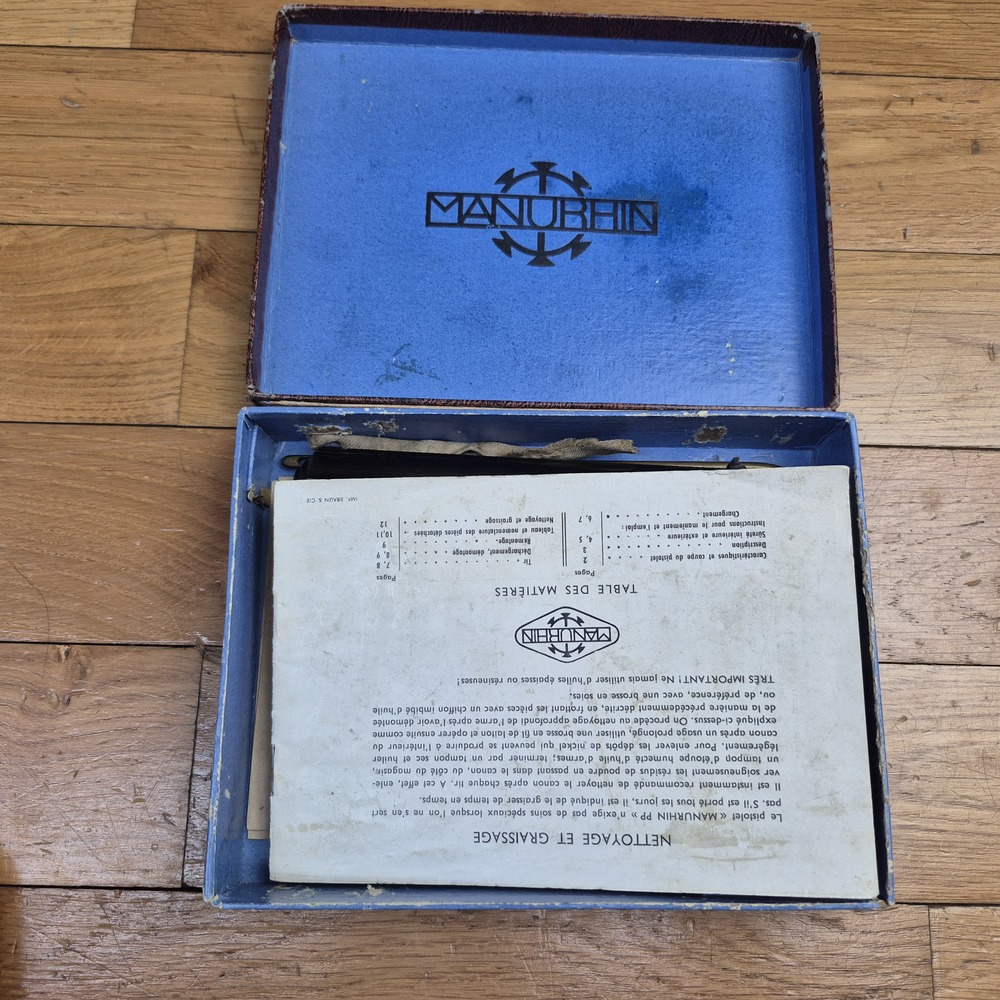 MANURHIN
NETTOYAGE ET GRAISSAGE
Le pistolet « MANURHIN PP » n'exige pas de soins spéciaux lorsque l'on ne s'en sert
pas. S'il est porté tous les jours, il est indiqué de le graisser de temps en temps.
Il est instamment recommandé de nettoyer le canon après chaque tir. A cet effet, enle-
ver soigneusement les résidus de poudre en passant dans le canon, du côté du magasin,
un tampon d'étoupe humecté d'huile d'armes; terminer par un tampon sec et huiler
légèrement. Pour enlever les dépôts de nickel qui peuvent se produire à l'intérieur du
canon après un usage prolongé, utiliser une brosse en fil de laiton et opérer ensuite comme
expliqué ci-dessus. On procède au nettoyage approfondi de l'arme après l'avoir démontée
de la manière précédemment décrite, en frottant les pièces avec un chiffon imbibé d'huile
ou, de préférence, avec une brosse en soies.
TRÈS IMPORTANT! Ne jamais utiliser d'huiles épaisses ou résineuses!
MANURHIN
TABLE DES MATIÈRES
Pages
Caractéristiques et coupe du pistolet 2
Description . . . . . . . . . 3
Sûreté intérieure et extérieure . . . . 4, 5
Instructions pour le maniement et l'emploi :
Chargement . . . . . . . . . 6, 7
Pages
Tir . . . . . . . . . . . 7, 8
Déchargement, démontage . . . . . 8, 9
Remontage. . . . . . . . . 9
Tableau et nomenclature des pièces détachées . 10,11
Nettoyage et graissage . . . . . . . 12
IMP. BRAUN & CIE